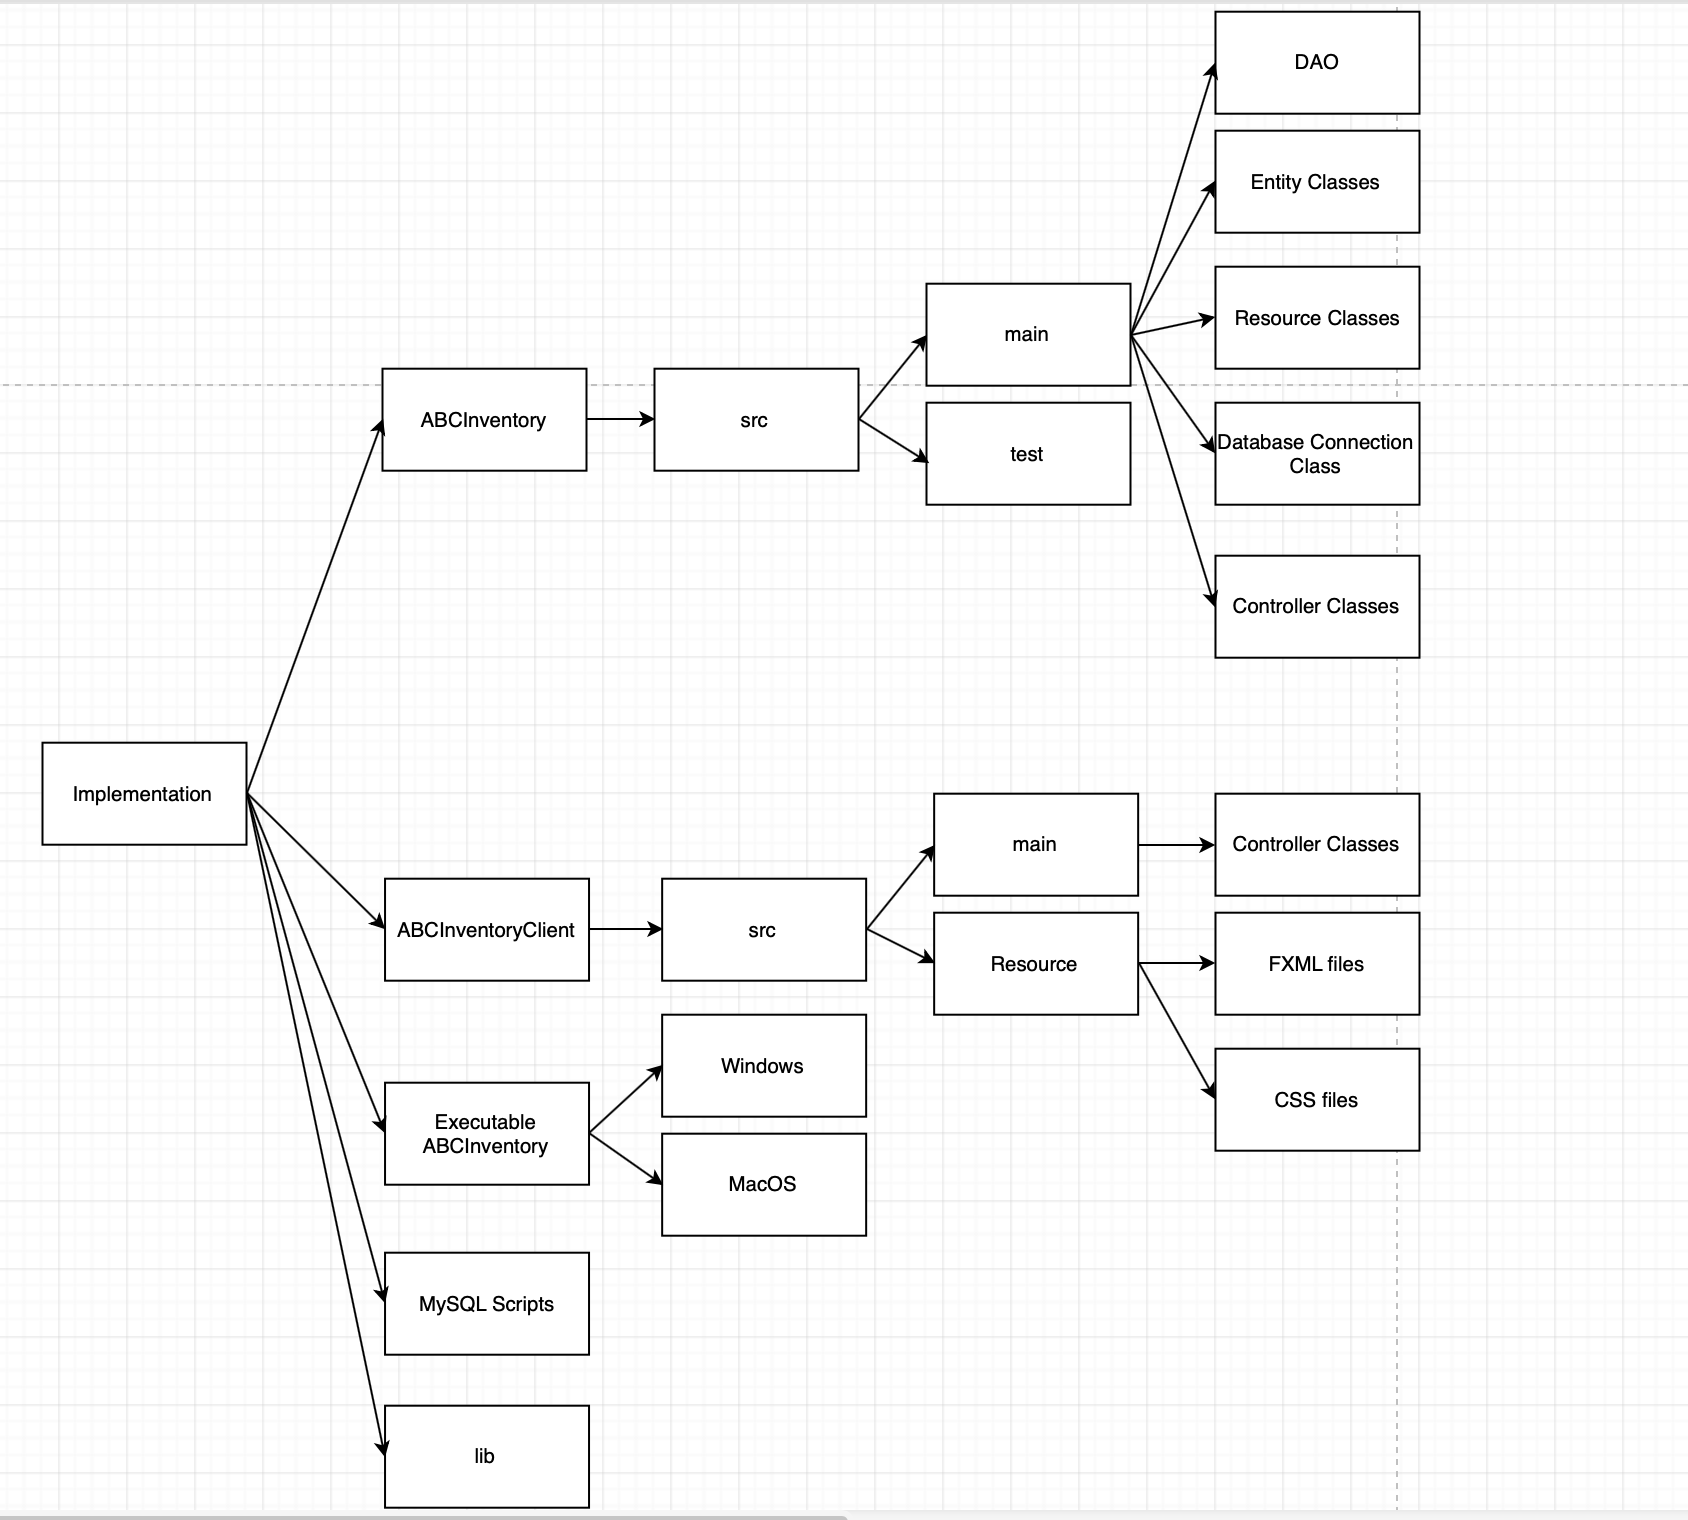 DAO
Entity Classes
Resource Classes
main
ABCInventory
src
test
Database Connection
Class
Controller Classes
Implementation
main
Controller Classes
ABCInventoryClient
src
Resource
FXML files
Windows
CSS files
Executable
ABCInventory
MacOS
MySQL Scripts
lib